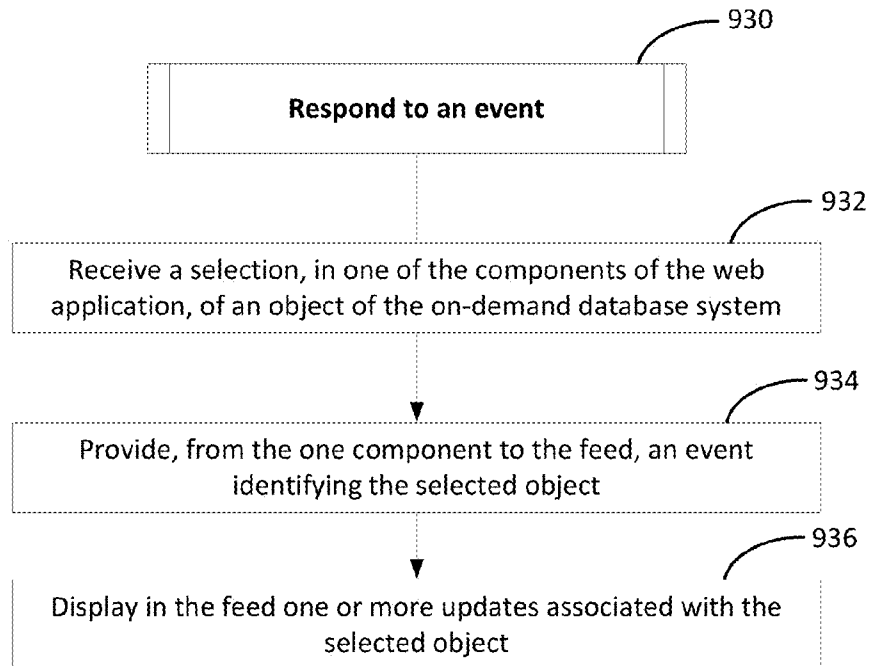 930
Respond to an event
932
Receive a selection, in one of the components of the web
application, of an object of the on-demand database system
934
Provide, from the one component to the feed, an event
identifying the selected object
936
Display in the feed one or more updates associated with the
selected object